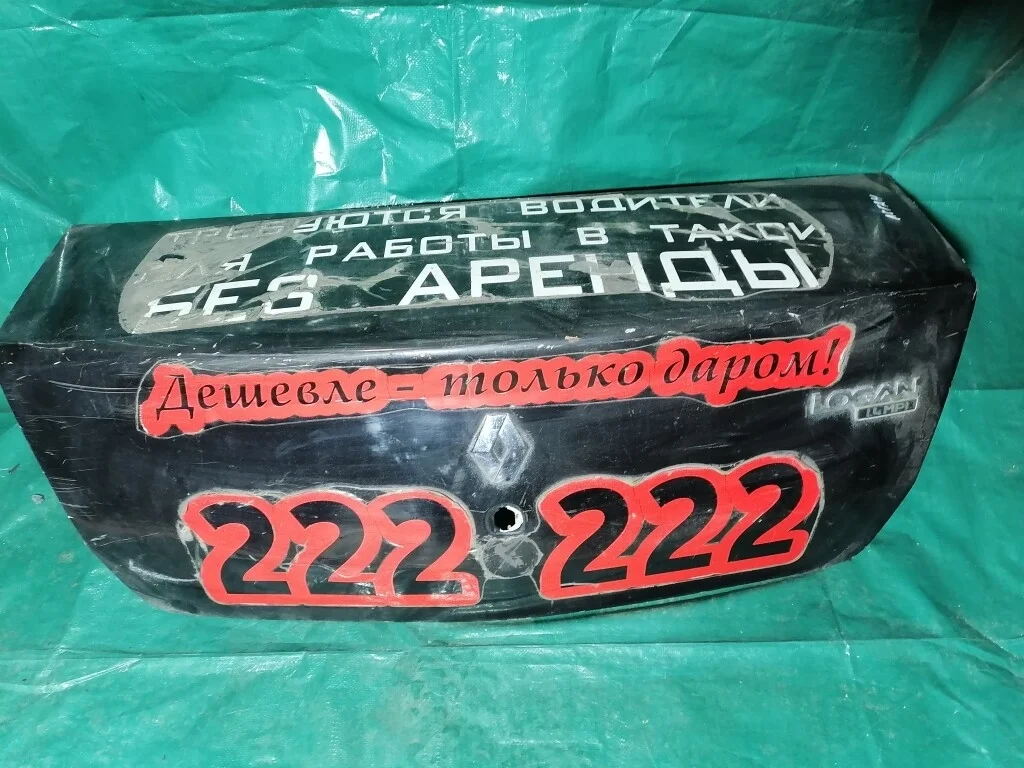 ТРЕБУЮТСЯ ВОДИТЕЛИ
ДЛЯ РАБОТЫ В ТАКСИ
БЕЗ АРЕНДЫ
Дешевле - только даром!
LOGAN
1.4 MPI
222 222